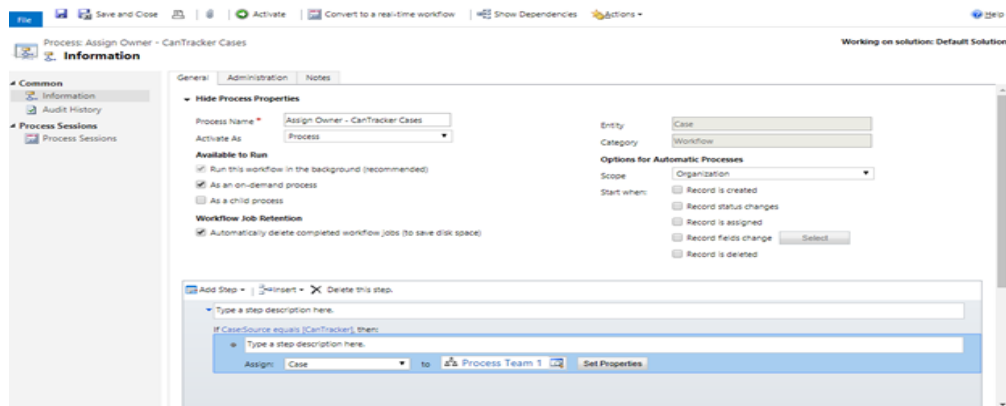 File
Save and Close
Activate
Convert to a real-time workflow
Show Dependencies
Actions
Help
Process: Assign Owner - CanTracker Cases
Information
Working on solution: Default Solution
Common
Information
Audit History
Process Sessions
Process Sessions
General Administration Notes
Hide Process Properties
Process Name * Assign Owner - CanTracker Cases
Activate As Process
Available to Run
Run this workflow in the background (recommended)
As an on-demand process
As a child process
Workflow Job Retention
Automatically delete completed workflow jobs (to save disk space)
Entity Case
Category Workflow
Options for Automatic Processes
Scope Organization
Start when: Record is created
Record status changes
Record is assigned
Record fields change Select
Record is deleted
Add Step Insert Delete this step.
Type a step description here.
If Case:Source equals [CanTracker], then:
Type a step description here.
Assign: Case to Process Team 1 Set Properties